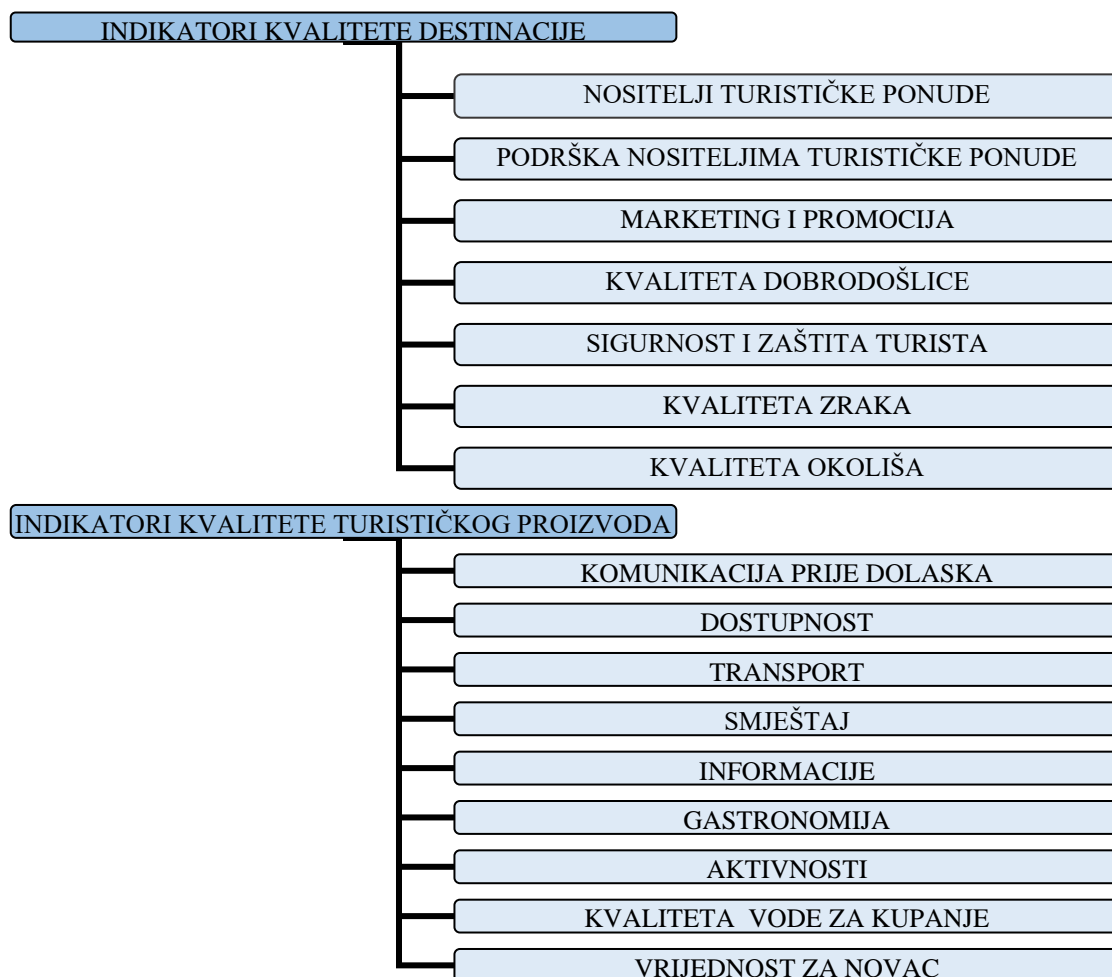 INDIKATORI KVALITETE DESTINACIJE
NOSITELJI TURISTIČKE PONUDE
PODRŠKA NOSITELJIMA TURISTIČKE PONUDE
MARKETING I PROMOCIJA
KVALITETA DOBRODOŠLICE
SIGURNOST I ZAŠTITA TURISTA
KVALITETA ZRAKA
KVALITETA OKOLIŠA
INDIKATORI KVALITETE TURISTIČKOG PROIZVODA
KOMUNIKACIJA PRIJE DOLASKA
DOSTUPNOST
TRANSPORT
SMJEŠTAJ
INFORMACIJE
GASTRONOMIJA
AKTIVNOSTI
KVALITETA  VODE ZA KUPANJE
VRIJEDNOST ZA NOVAC